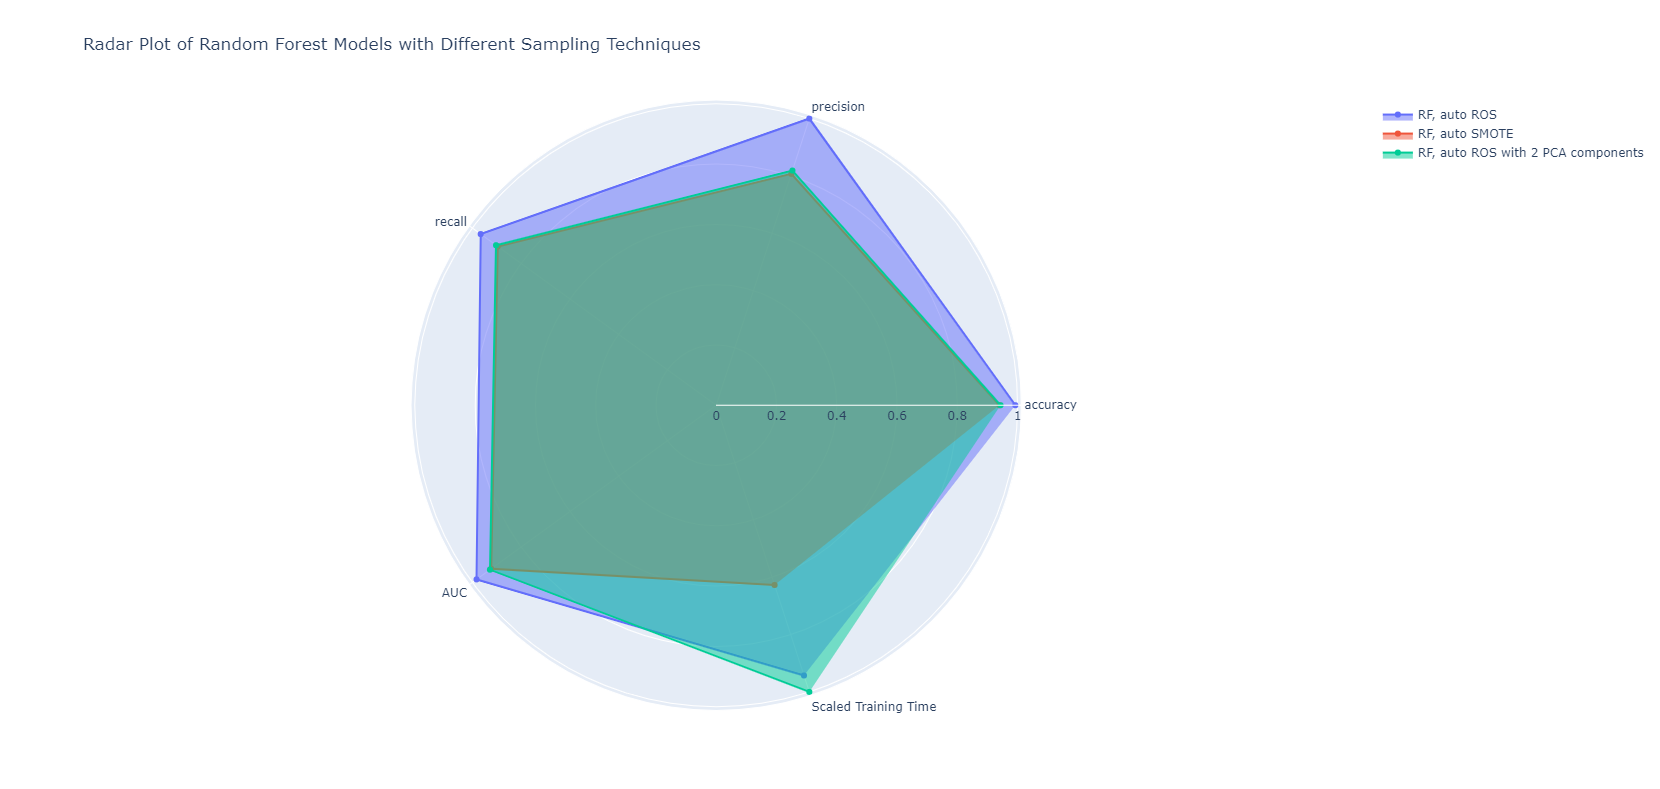 Radar Plot of Random Forest Models with Different Sampling Techniques
precision
RF, auto ROS
RF, auto SMOTE
RF, auto ROS with 2 PCA components
recall
accuracy
0
0.2
0.4
0.6
0.8
1
AUC
Scaled Training Time